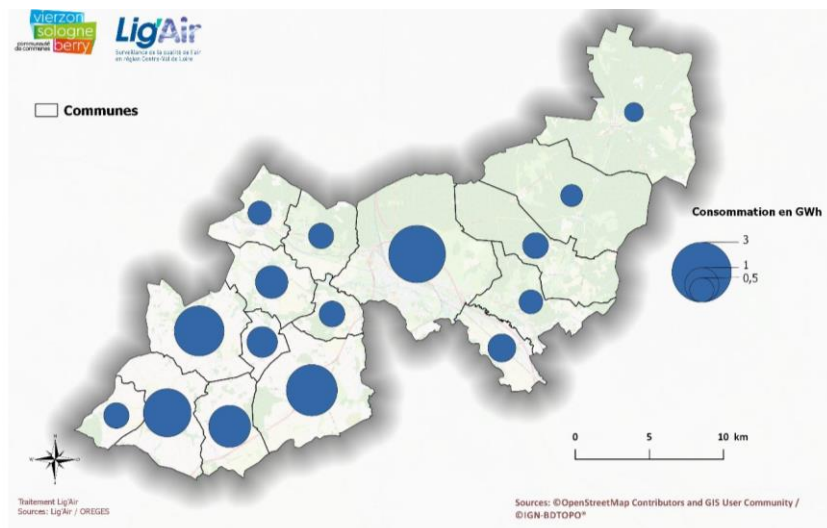 vierzon
sologne
communauté
de communes
berry
Lig'Air
Surveillance de la qualité de l'air
en région Centre-Val de Loire
Communes
Consommation en GWh
3
1
0,5
N
0 5 10 km
Traitement Lig'Air
Sources: Lig'Air / OREGES
Sources: ©OpenStreetMap Contributors and GIS User Community /
©IGN-BDTOPO®